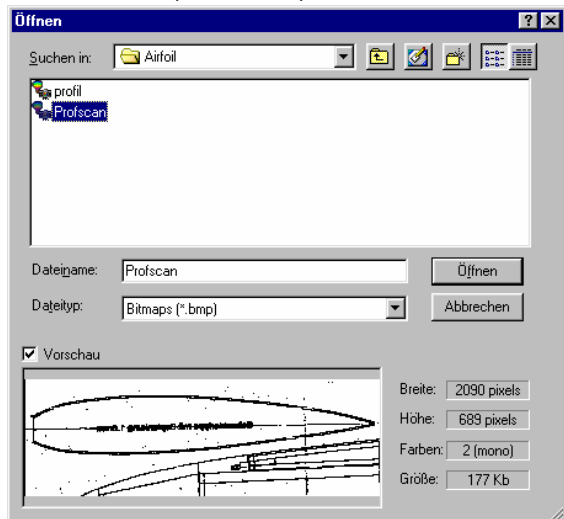 Öffnen
Suchen in: Airfoil
profil
Profscan
Dateiname: Profscan Öffnen
Dateityp: Bitmaps (*.bmp) Abbrechen
Vorschau
Breite: 2090 pixels
Höhe: 689 pixels
Farben: 2 (mono)
Größe: 177 Kb